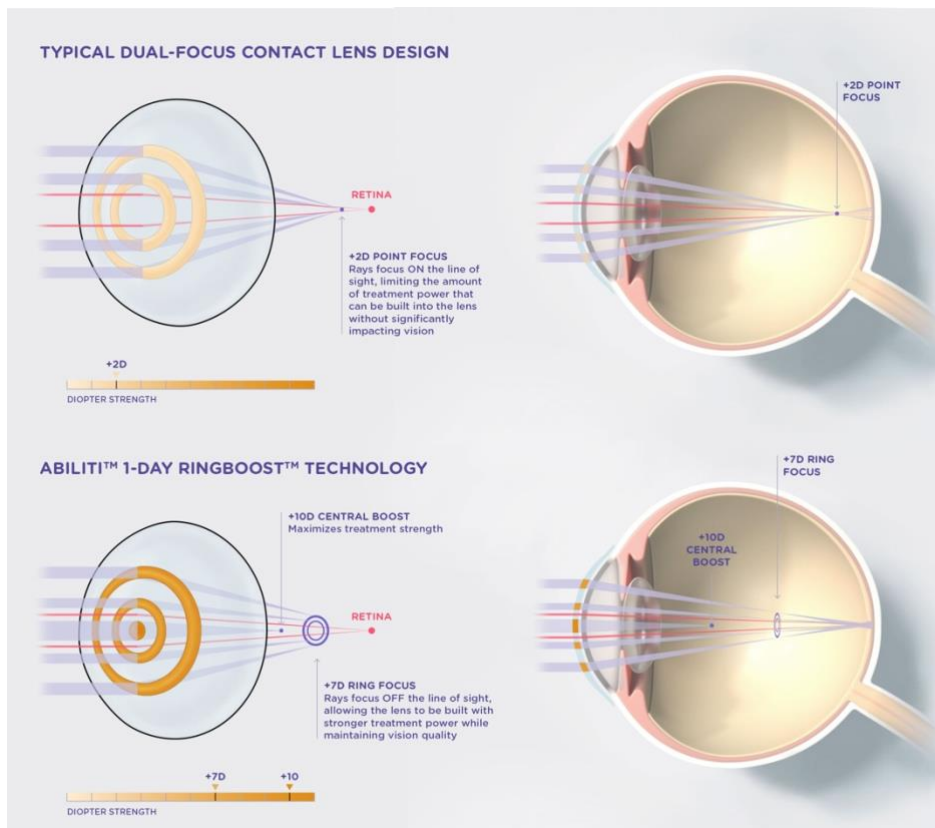 TYPICAL DUAL-FOCUS CONTACT LENS DESIGN
+2D POINT
FOCUS
RETINA
+2D POINT FOCUS
Rays focus ON the line of
sight, limiting the amount
of treatment power that
can be built into the lens
without significantly
impacting vision
+2D
DIOPTER STRENGTH
ABILITI™ 1-DAY RINGBOOST™ TECHNOLOGY
+7D RING
FOCUS
+10D CENTRAL BOOST
Maximizes treatment strength
+10D
CENTRAL
BOOST
RETINA
+7D RING FOCUS
Rays focus OFF the line of sight,
allowing the lens to be built with
stronger treatment power while
maintaining vision quality
+7D
+10
DIOPTER STRENGTH